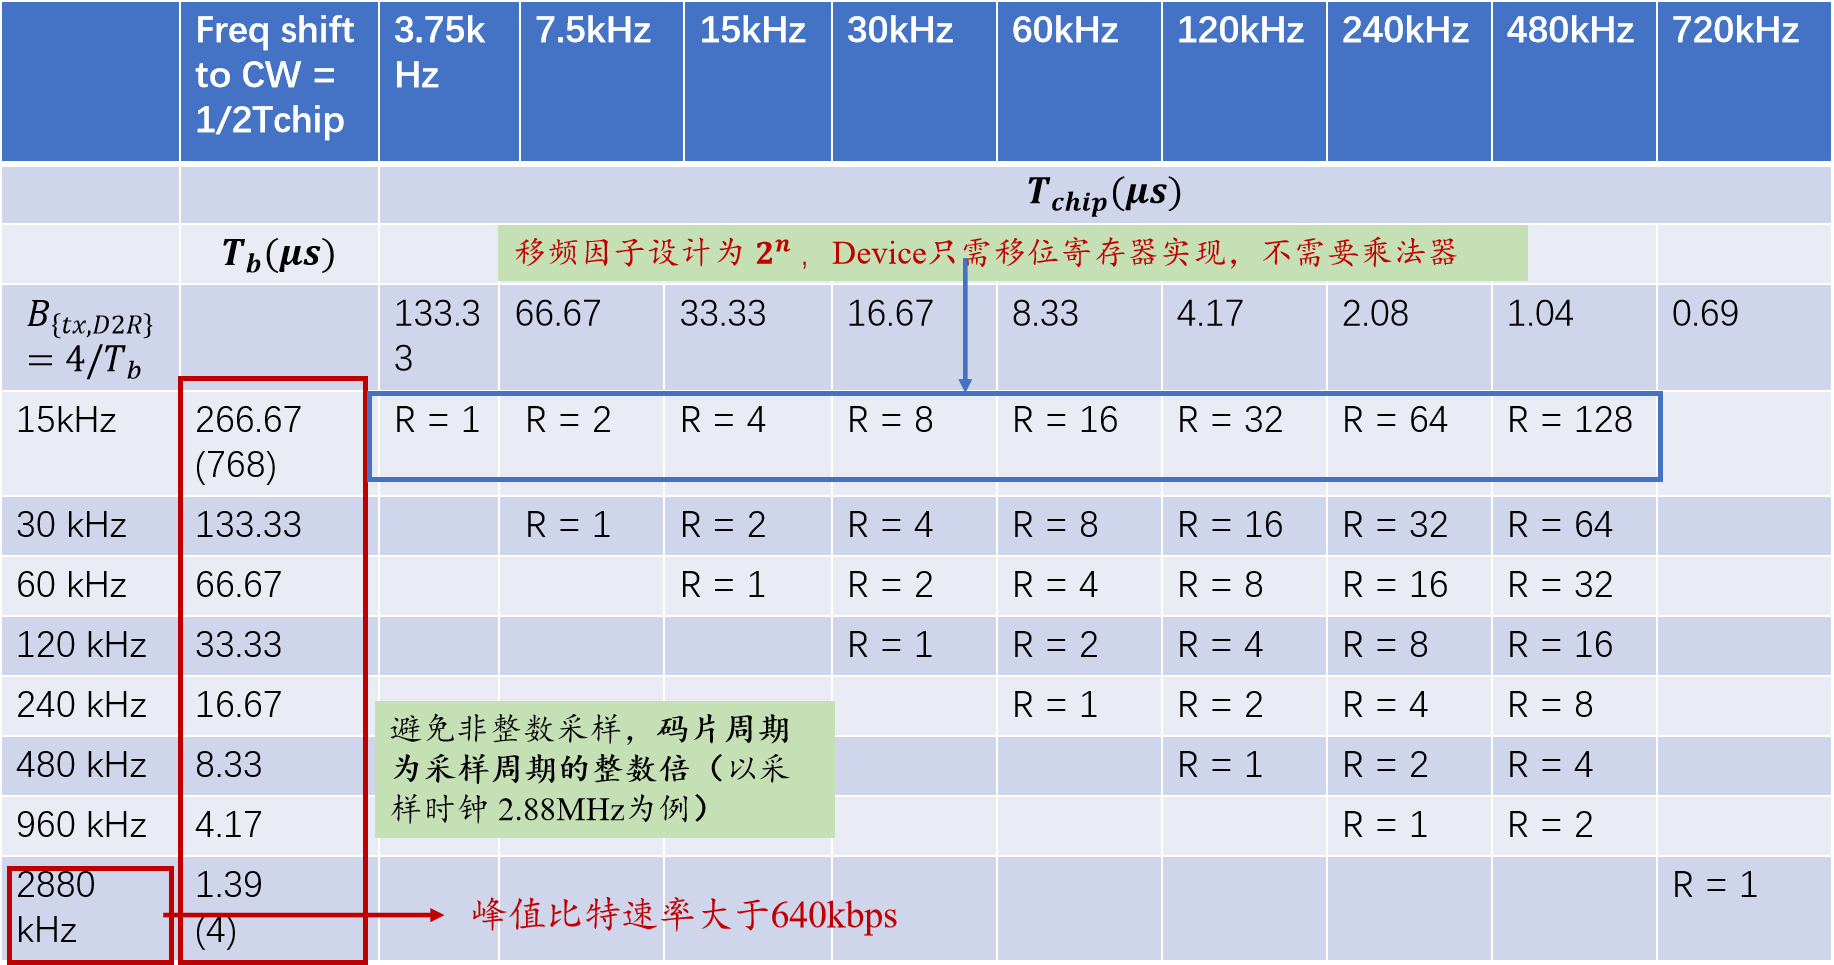 Freq shift to CW = 1/2Tchip 3.75kHz 7.5kHz 15kHz 30kHz 60kHz 120kHz 240kHz 480kHz 720kHz
T_chip(μs)
T_b(μs)
移频因子设计为 2^n ，Device只需移位寄存器实现，不需要乘法器
B_{tx,D2R} = 4/T_b 133.33 66.67 33.33 16.67 8.33 4.17 2.08 1.04 0.69
15kHz 266.67 (768) R = 1 R = 2 R = 4 R = 8 R = 16 R = 32 R = 64 R = 128
30 kHz 133.33 R = 1 R = 2 R = 4 R = 8 R = 16 R = 32 R = 64
60 kHz 66.67 R = 1 R = 2 R = 4 R = 8 R = 16 R = 32
120 kHz 33.33 R = 1 R = 2 R = 4 R = 8 R = 16
240 kHz 16.67 R = 1 R = 2 R = 4 R = 8
480 kHz 8.33 R = 1 R = 2 R = 4
960 kHz 4.17 R = 1 R = 2
2880 kHz 1.39 (4) R = 1
避免非整数采样，码片周期
为采样周期的整数倍（以采
样时钟 2.88MHz为例）
峰值比特速率大于640kbps